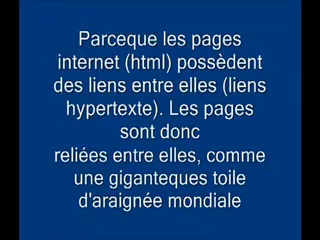 Parceque les pages
internet (html) possèdent
des liens entre elles (liens
hypertexte). Les pages
sont donc
reliées entre elles, comme
une giganteques toile
d'araignée mondiale